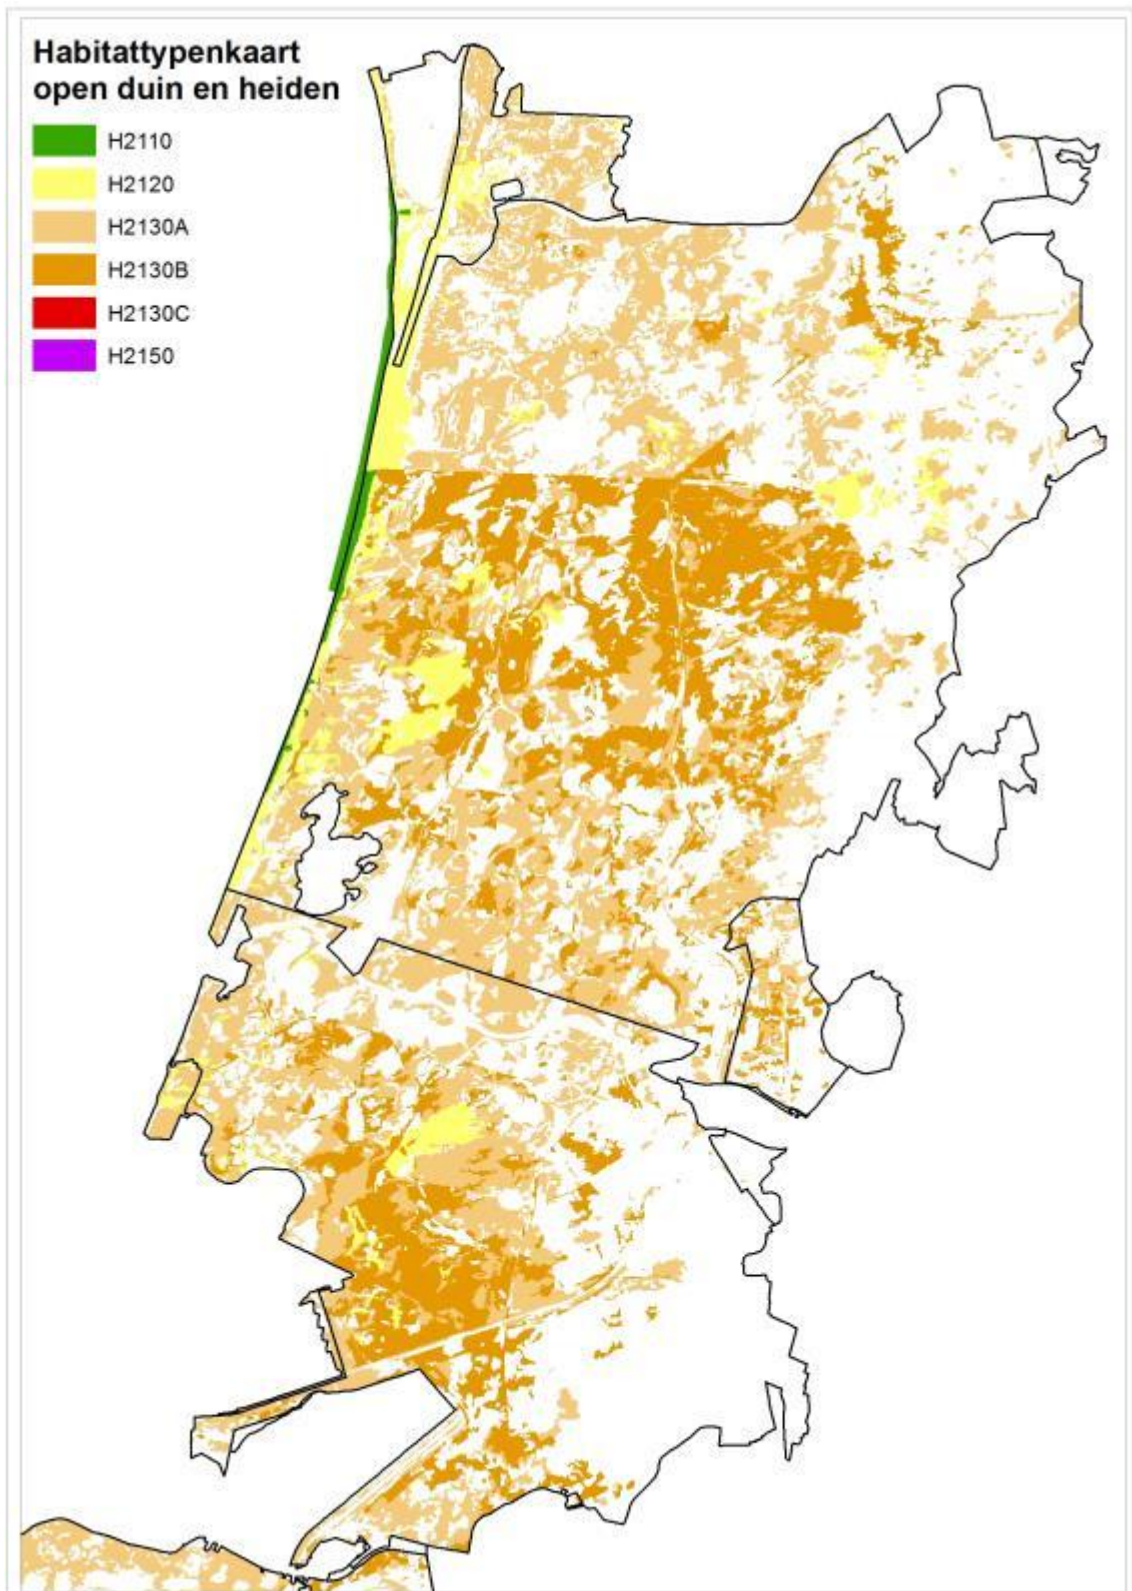 Habitattypenkaart
open duin en heiden
H2110
H2120
H2130A
H2130B
H2130C
H2150